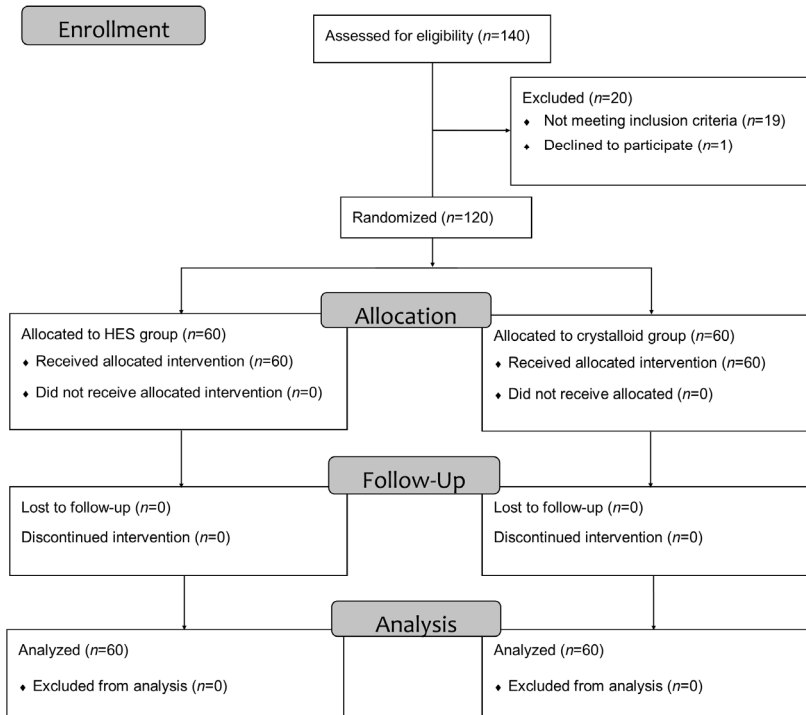 Enrollment
Assessed for eligibility (n=140)
Excluded (n=20)
♦ Not meeting inclusion criteria (n=19)
♦ Declined to participate (n=1)
Randomized (n=120)
Allocation
Allocated to HES group (n=60)
♦ Received allocated intervention (n=60)
♦ Did not receive allocated intervention (n=0)
Allocated to crystalloid group (n=60)
♦ Received allocated intervention (n=60)
♦ Did not receive allocated (n=0)
Follow-Up
Lost to follow-up (n=0)
Discontinued intervention (n=0)
Lost to follow-up (n=0)
Discontinued intervention (n=0)
Analysis
Analyzed (n=60)
♦ Excluded from analysis (n=0)
Analyzed (n=60)
♦ Excluded from analysis (n=0)